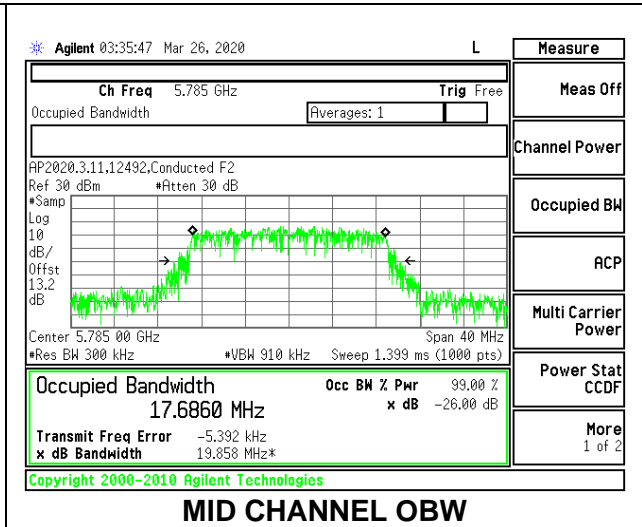 Agilent 03:35:47 Mar 26, 2020 L
Measure
Ch Freq 5.785 GHz Trig Free
Occupied Bandwidth Averages: 1
Meas Off
Channel Power
Occupied BW
ACP
Multi Carrier
Power
Power Stat
CCDF
More
1 of 2
AP2020.3.11,12492,Conducted F2
Ref 30 dBm #Atten 30 dB
#Samp
Log
10
dB/
Offst
13.2
dB
Center 5.785 00 GHz Span 40 MHz
#Res BW 300 kHz #VBW 910 kHz Sweep 1.399 ms (1000 pts)
Occupied Bandwidth Occ BW % Pwr 99.00 %
17.6860 MHz x dB -26.00 dB
Transmit Freq Error -5.392 kHz
x dB Bandwidth 19.858 MHz*
Copyright 2000-2010 Agilent Technologies
MID CHANNEL OBW